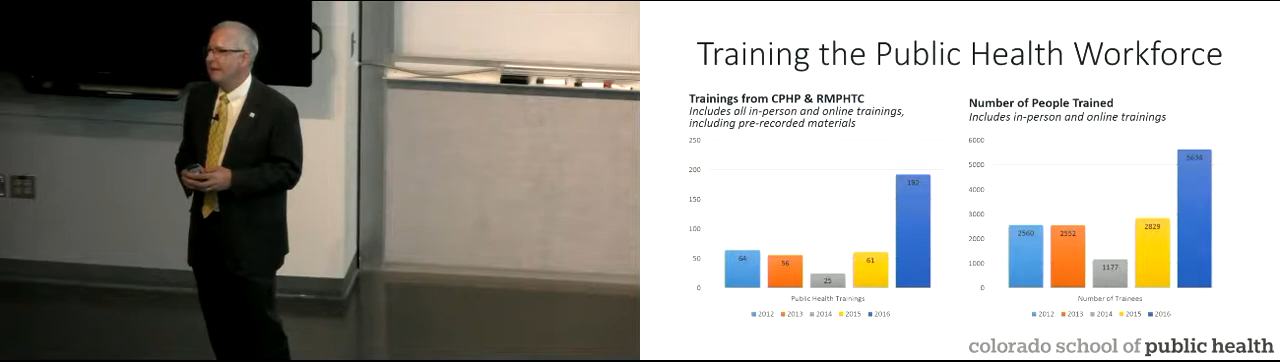 Training the Public Health Workforce
Trainings from CPHP & RMPHTC
Includes all in-person and online trainings,
including pre-recorded materials
250
200
150
100
50
0
64
56
25
61
192
Public Health Trainings
2012 2013 2014 2015 2016
Number of People Trained
Includes in-person and online trainings
6000
5000
4000
3000
2000
1000
0
2560
2552
1177
2829
5634
Number of Trainees
2012 2013 2014 2015 2016
colorado school of public health